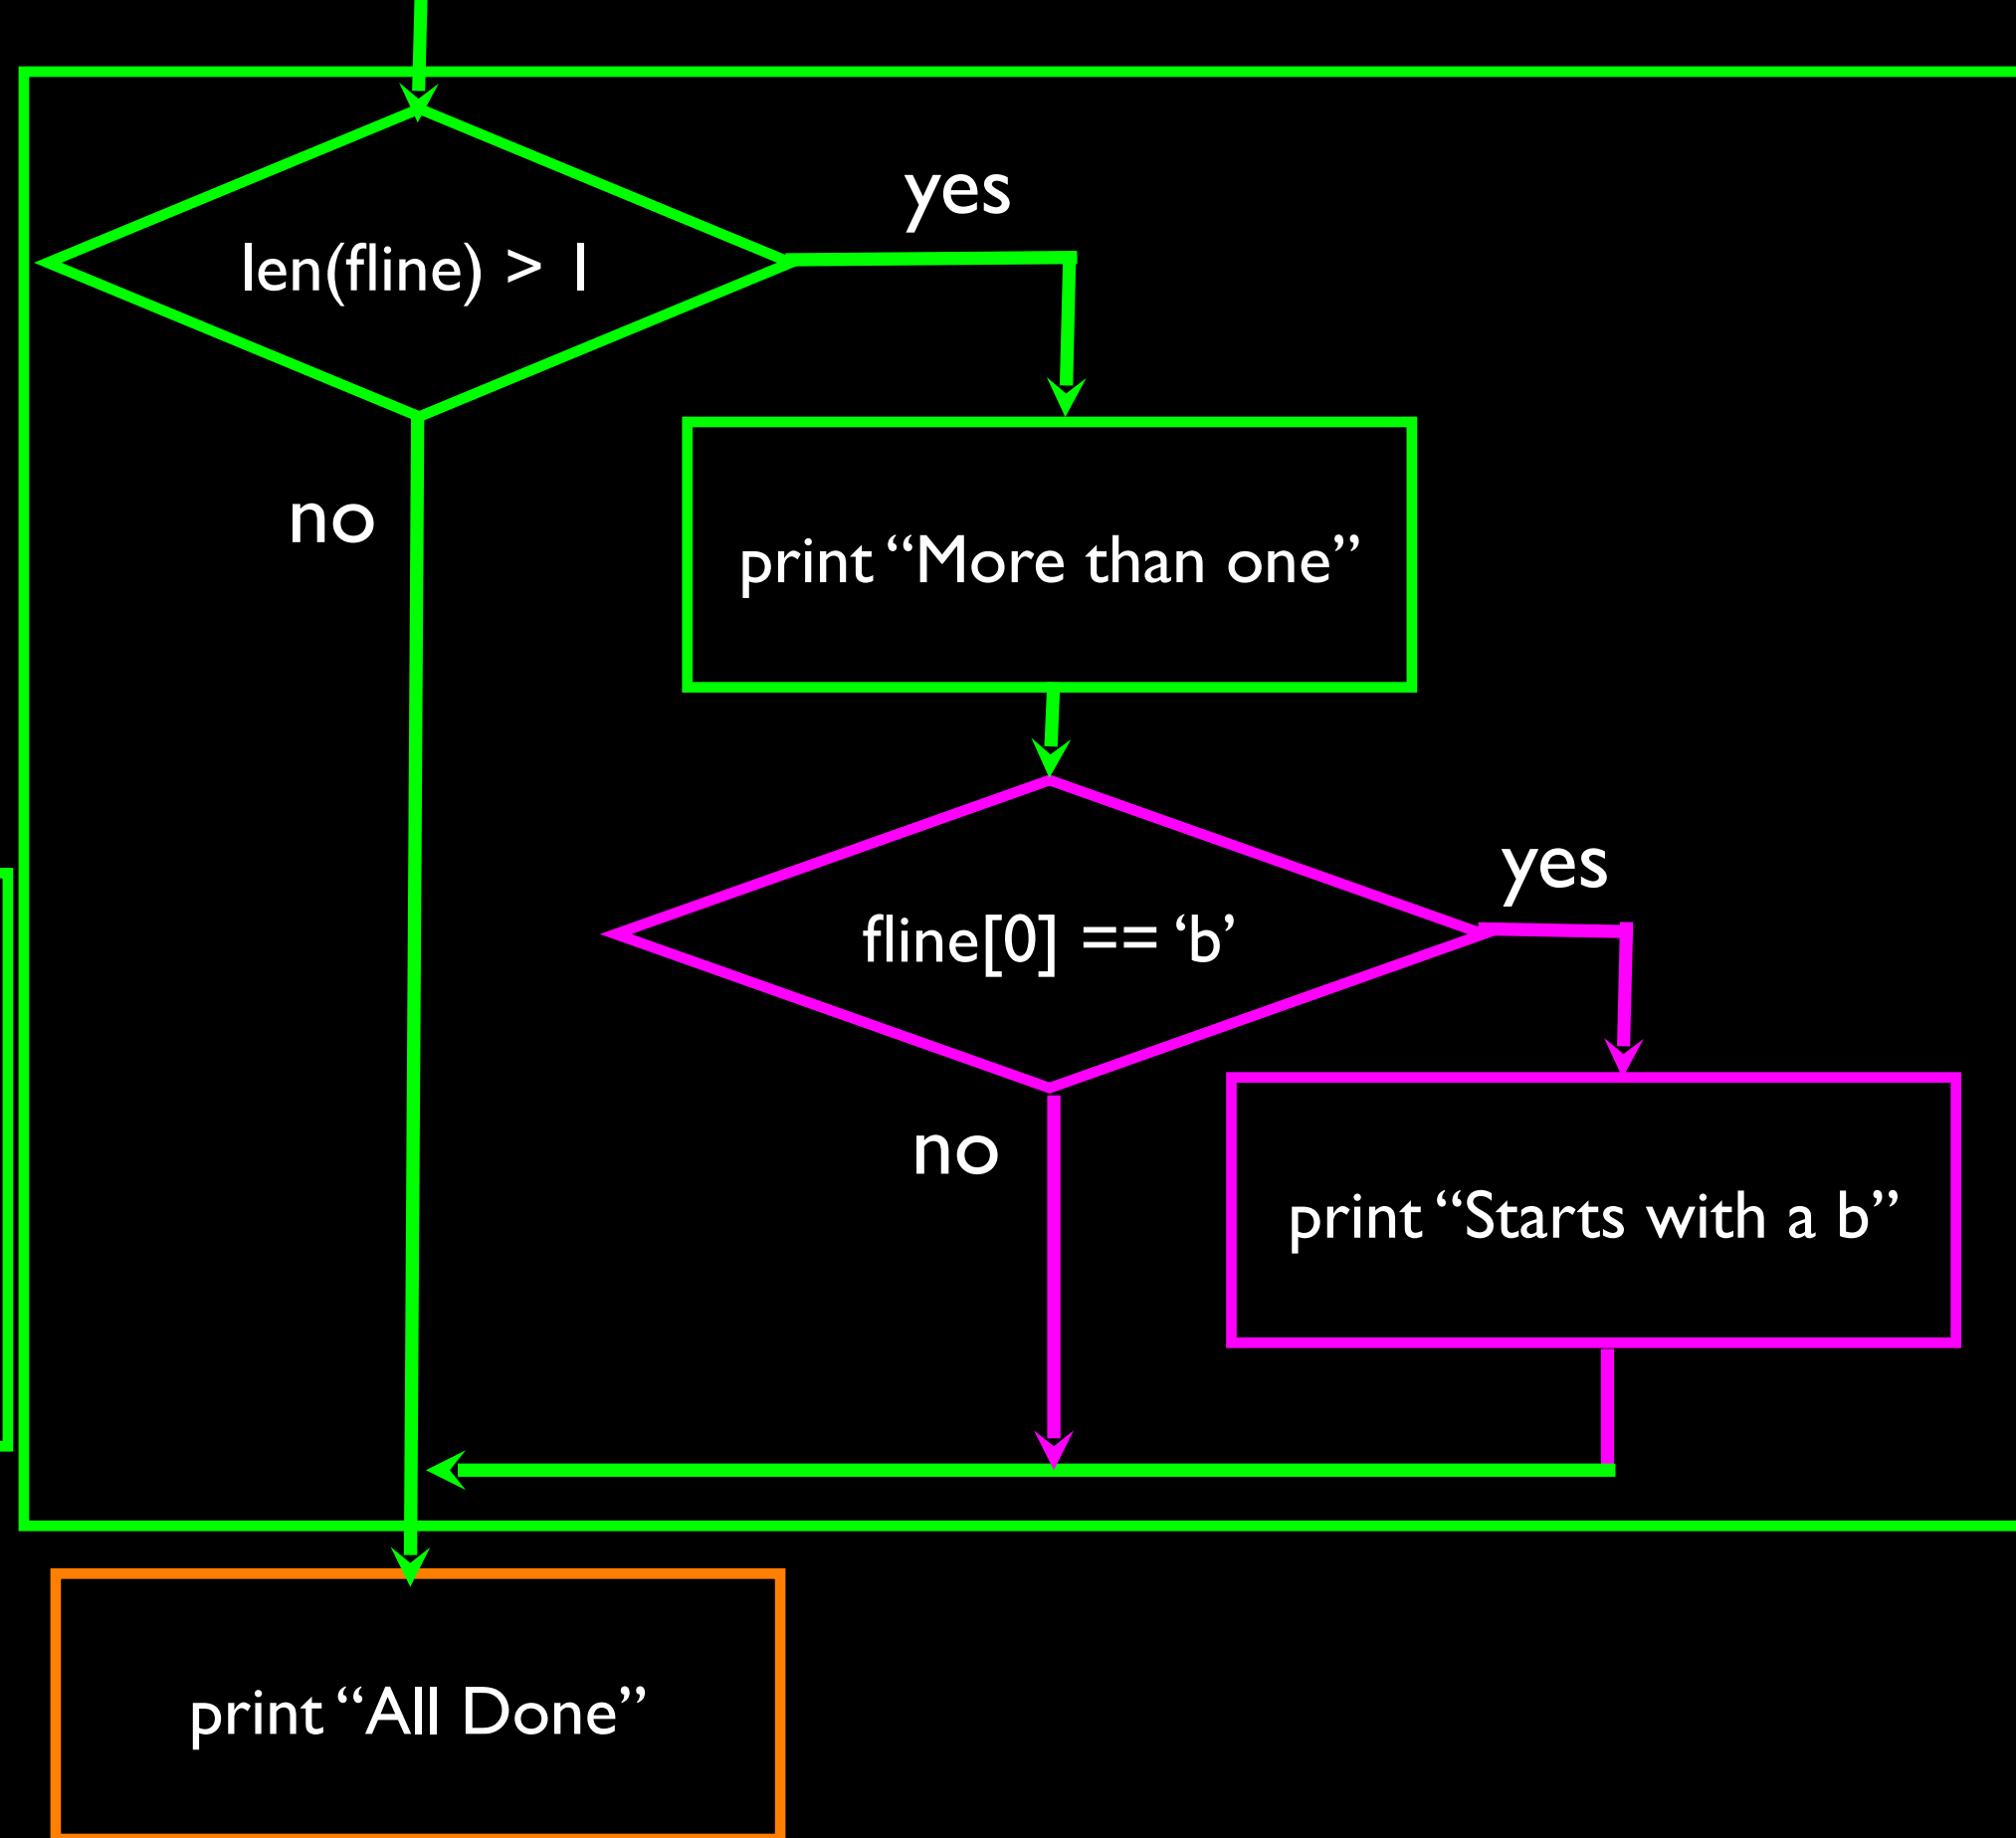 yes
len(fline) > 1
no
print “More than one”
yes
fline[0] == ‘b’
no
print “Starts with a b”
print “All Done”